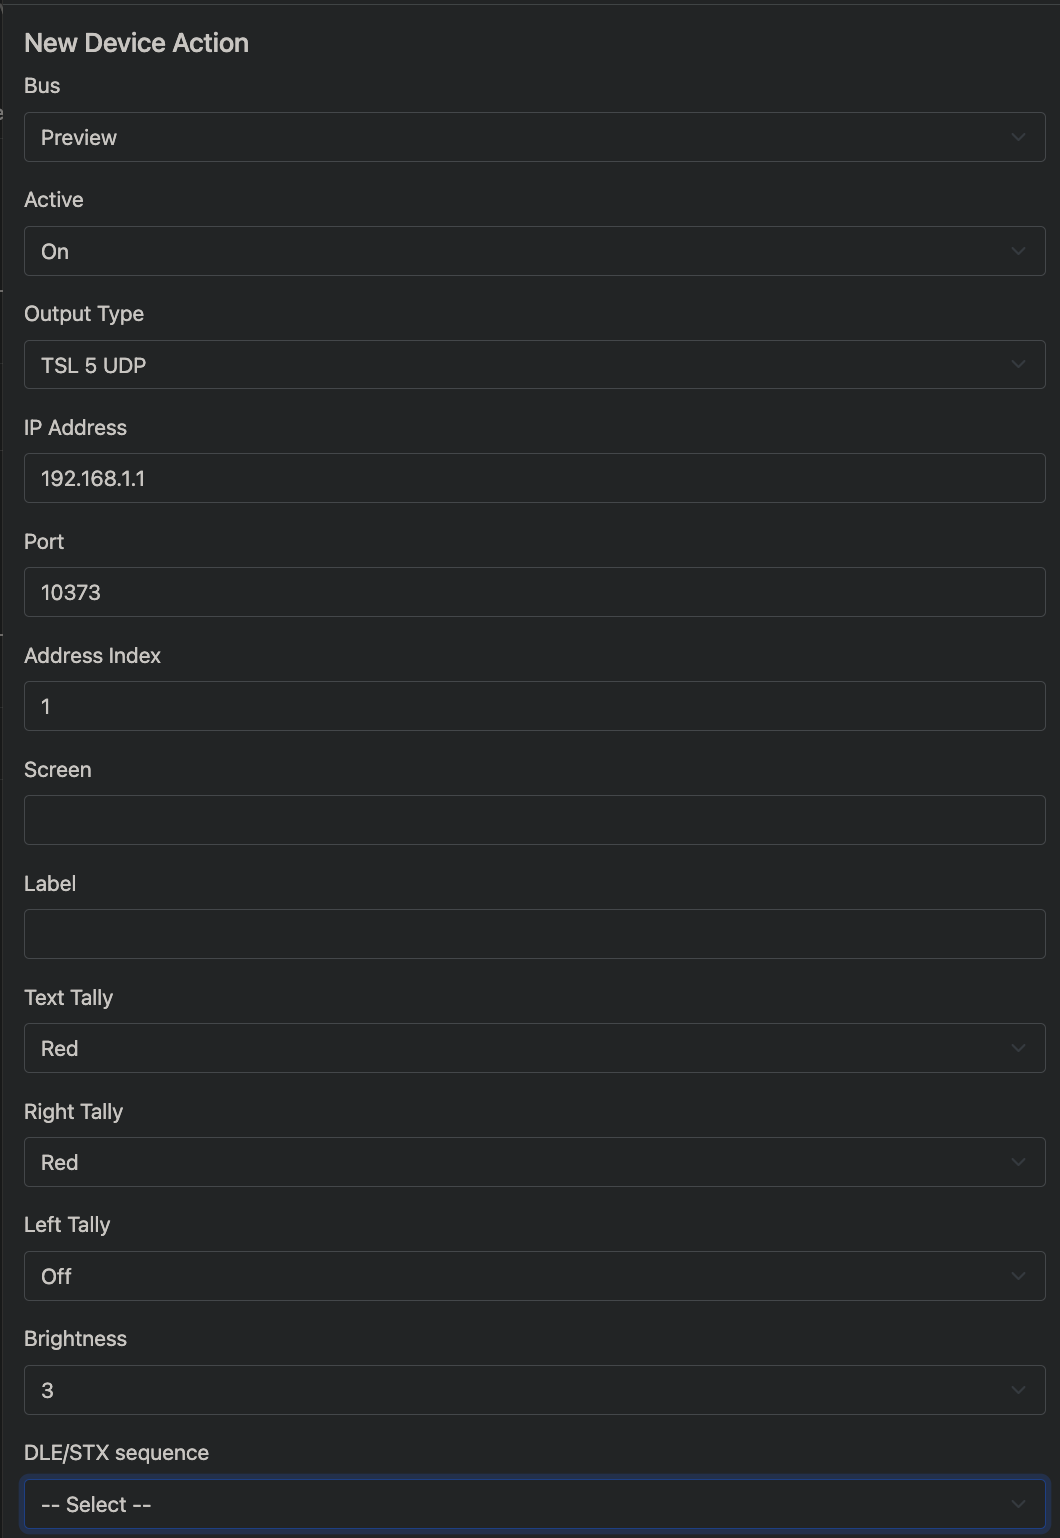 New Device Action
Bus
Preview
Active
On
Output Type
TSL 5 UDP
IP Address
192.168.1.1
Port
10373
Address Index
1
Screen
Label
Text Tally
Red
Right Tally
Red
Left Tally
Off
Brightness
3
DLE/STX sequence
-- Select --